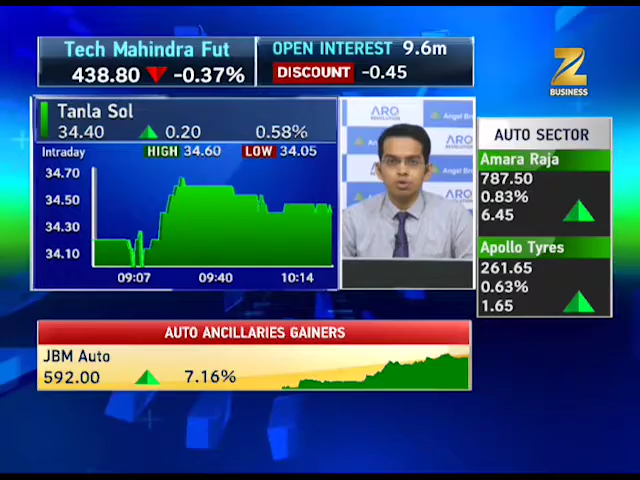 Tech Mahindra Fut
438.80 -0.37%
OPEN INTEREST 9.6m
DISCOUNT -0.45
Z
BUSINESS
Tanla Sol
34.40 0.20 0.58%
Intraday HIGH 34.60 LOW 34.05
34.70
34.50
34.30
34.10
09:07 09:40 10:14
ARQ
Angel Bro
ARQ
AUTO SECTOR
Amara Raja
787.50
0.83%
6.45
Apollo Tyres
261.65
0.63%
1.65
AUTO ANCILLARIES GAINERS
JBM Auto
592.00 7.16%